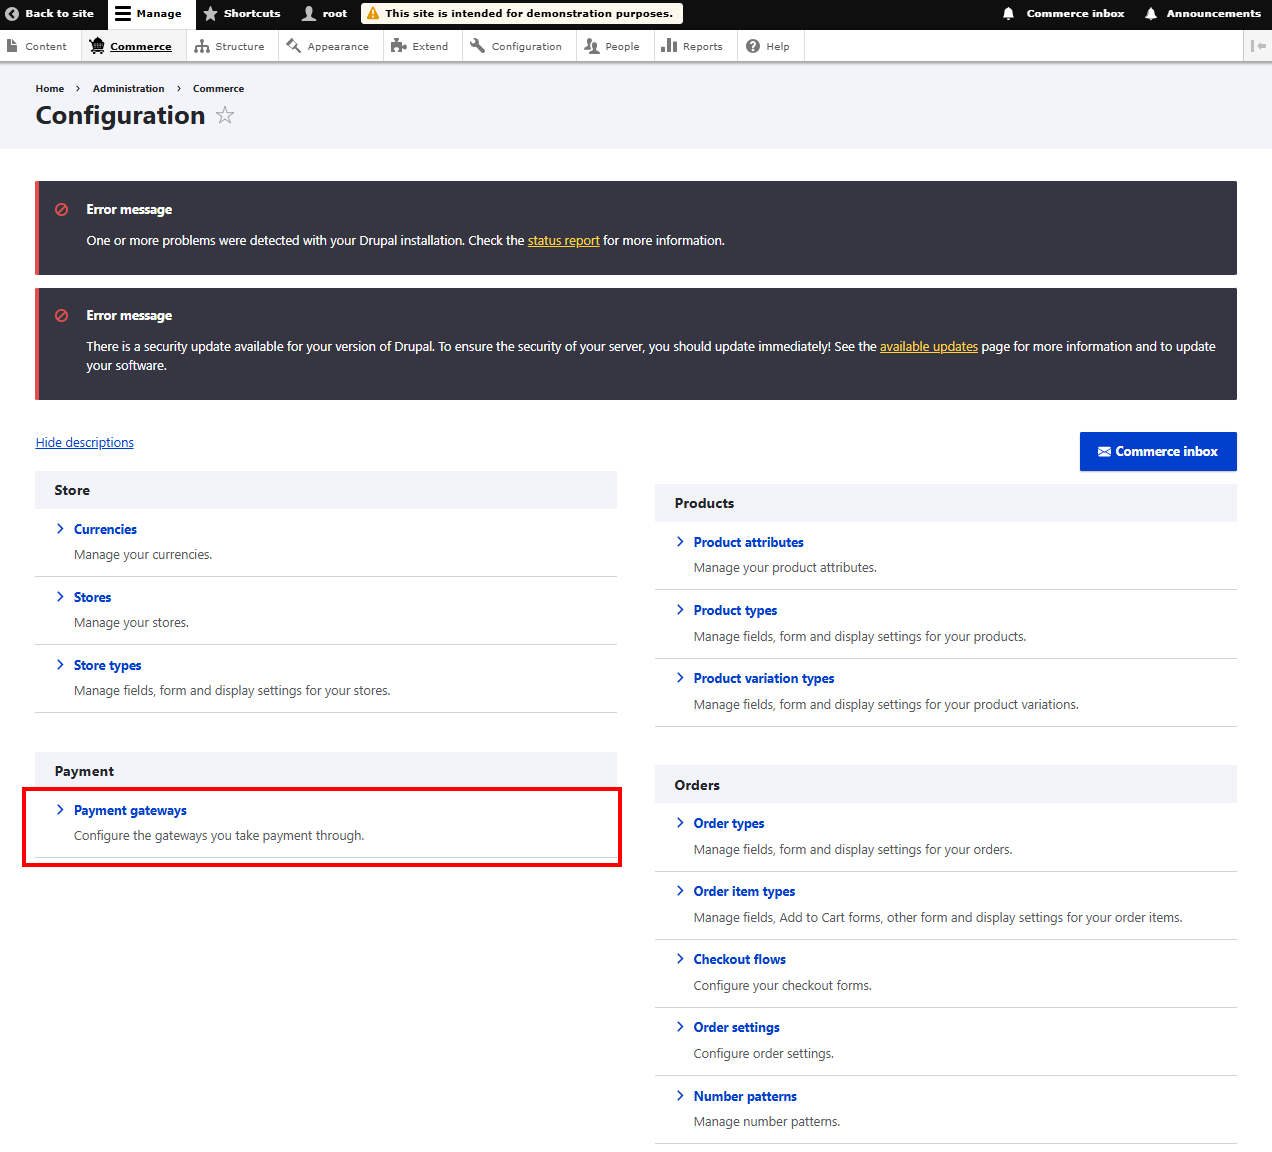 Back to site
Manage
Shortcuts
root
This site is intended for demonstration purposes.
Commerce inbox
Announcements
Content
Commerce
Structure
Appearance
Extend
Configuration
People
Reports
Help
Home › Administration › Commerce
Configuration
Error message
One or more problems were detected with your Drupal installation. Check the status report for more information.
Error message
There is a security update available for your version of Drupal. To ensure the security of your server, you should update immediately! See the available updates page for more information and to update
your software.
Hide descriptions
Commerce inbox
Store
Currencies
Manage your currencies.
Stores
Manage your stores.
Store types
Manage fields, form and display settings for your stores.
Payment
Payment gateways
Configure the gateways you take payment through.
Products
Product attributes
Manage your product attributes.
Product types
Manage fields, form and display settings for your products.
Product variation types
Manage fields, form and display settings for your product variations.
Orders
Order types
Manage fields, form and display settings for your orders.
Order item types
Manage fields, Add to Cart forms, other form and display settings for your order items.
Checkout flows
Configure your checkout forms.
Order settings
Configure order settings.
Number patterns
Manage number patterns.